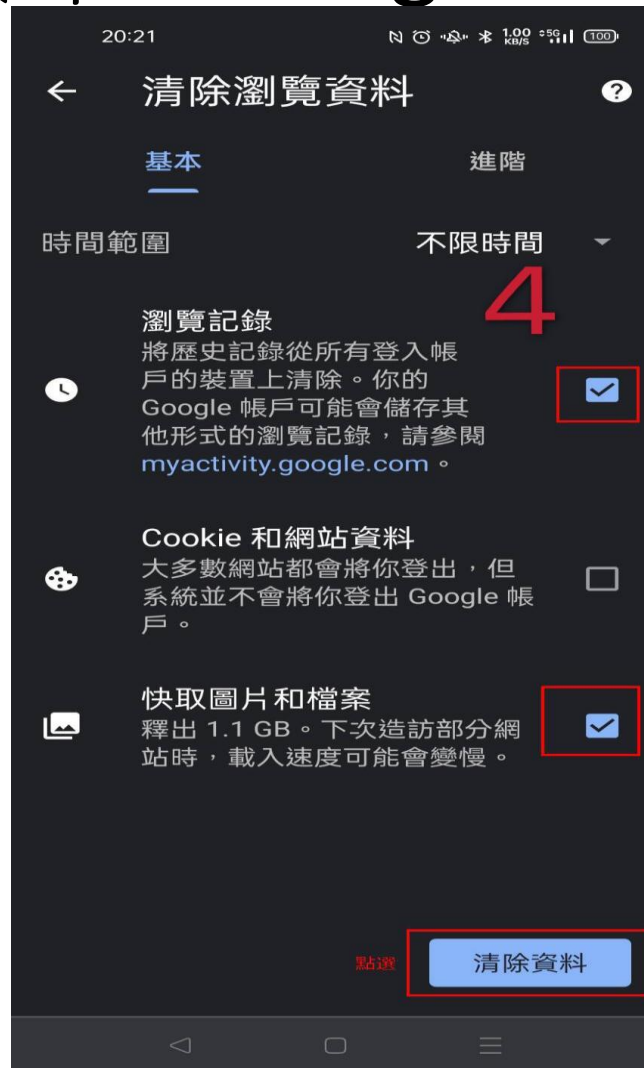 20:21 1.00 KB/S 5G 100
清除瀏覽資料 ?
基本 進階
時間範圍 不限時間
4
瀏覽記錄
將歷史記錄從所有登入帳
戶的裝置上清除。你的
Google 帳戶可能會儲存其
他形式的瀏覽記錄，請參閱
myactivity.google.com。
Cookie 和網站資料
大多數網站都會將你登出，但
系統並不會將你登出 Google 帳
戶。
快取圖片和檔案
釋出 1.1 GB。下次造訪部分網
站時，載入速度可能會變慢。
點選 清除資料